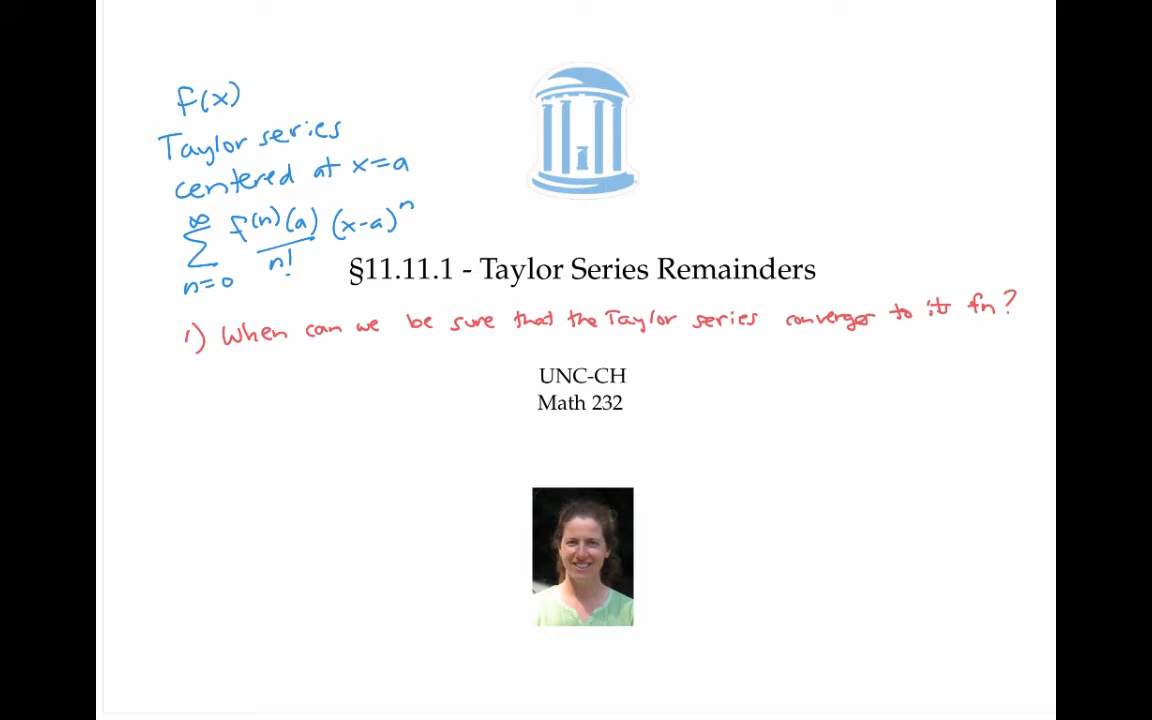 f(x)
Taylor series
centered at x=a
∞
∑ f⁽ⁿ⁾(a)/n! (x-a)ⁿ
n=0
§11.11.1 - Taylor Series Remainders
1) When can we be sure that the Taylor series converges to its fn?
UNC-CH
Math 232